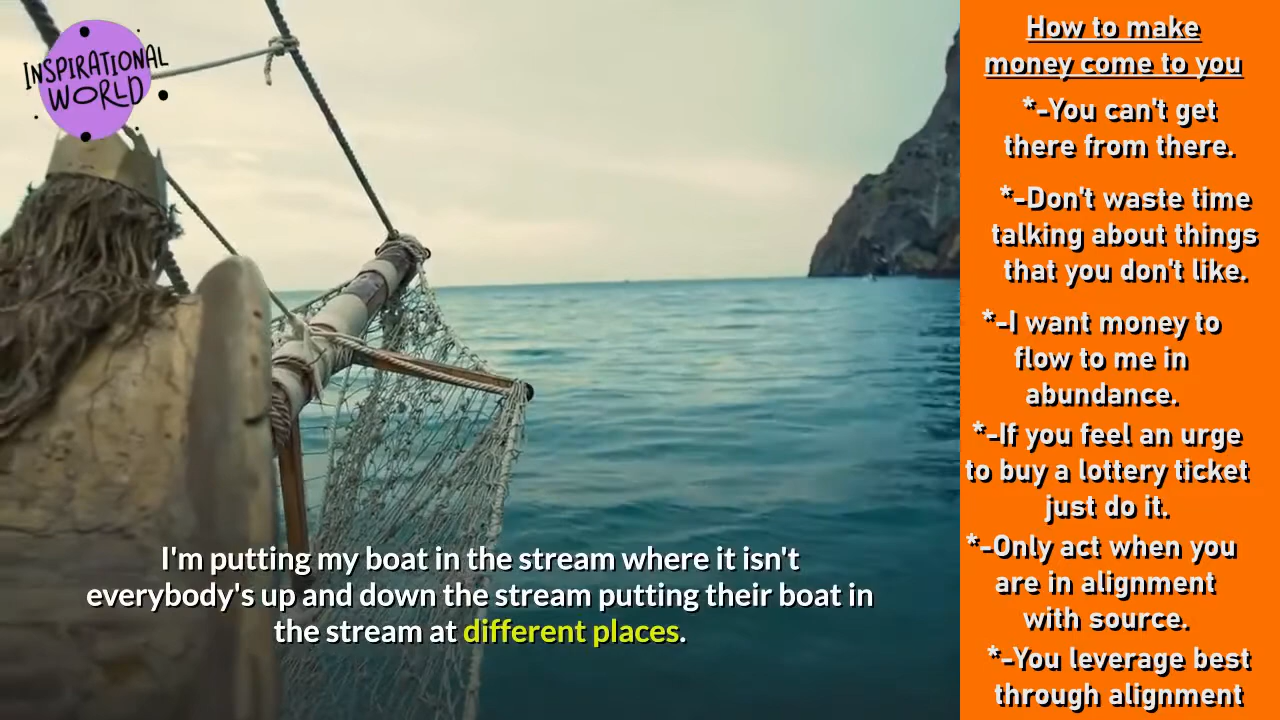 INSPIRATIONAL
WORLD
I'm putting my boat in the stream where it isn't
everybody's up and down the stream putting their boat in
the stream at different places.
How to make
money come to you
*-You can't get
there from there.
*-Don't waste time
talking about things
that you don't like.
*-I want money to
flow to me in
abundance.
*-If you feel an urge
to buy a lottery ticket
just do it.
*-Only act when you
are in alignment
with source.
*-You leverage best
through alignment